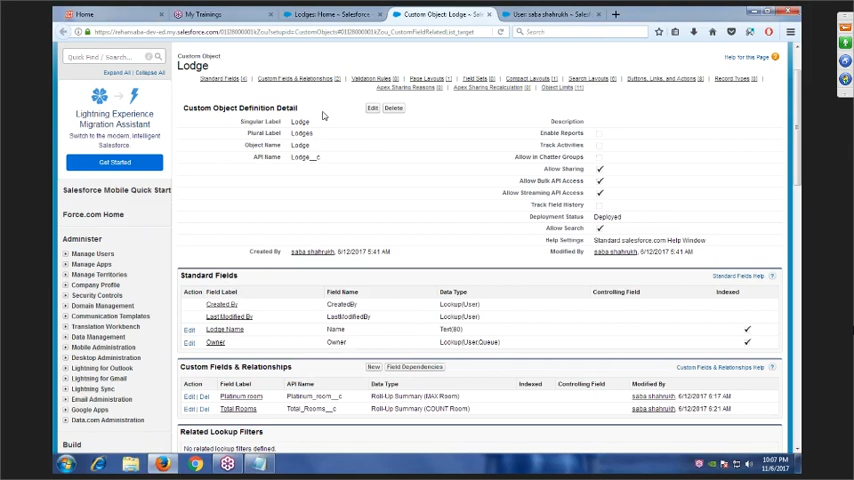 Home
My Trainings
Lodges: Home ~ Salesforce
Custom Object: Lodge ~ Sal
User: saba shahrukh ~ Sales
Search
Quick Find / Search...
Expand All | Collapse All
Lightning Experience
Migration Assistant
Switch to the modern, intelligent
Salesforce.
Get Started
Salesforce Mobile Quick Start
Force.com Home
Administer
Manage Users
Manage Apps
Manage Territories
Company Profile
Security Controls
Domain Management
Communication Templates
Translation Workbench
Data Management
Mobile Administration
Desktop Administration
Lightning for Outlook
Lightning for Gmail
Lightning Sync
Email Administration
Google Apps
Data.com Administration
Build
Custom Object
Lodge
Help for this Page
Standard Fields [4]
Custom Fields & Relationships [2]
Validation Rules [0]
Page Layouts [1]
Field Sets [0]
Compact Layouts [1]
Search Layouts [6]
Buttons, Links, and Actions [8]
Record Types [0]
Apex Sharing Reasons [0]
Apex Sharing Recalculation [0]
Object Limits [11]
Custom Object Definition Detail
Edit
Delete
Singular Label Lodge
Plural Label Lodges
Object Name Lodge
API Name Lodge__c
Description
Enable Reports
Track Activities
Allow in Chatter Groups
Allow Sharing
Allow Bulk API Access
Allow Streaming API Access
Track Field History
Deployment Status Deployed
Allow Search
Help Settings Standard salesforce.com Help Window
Created By saba shahrukh, 6/12/2017 5:41 AM
Modified By saba shahrukh, 6/12/2017 5:41 AM
Standard Fields
Standard Fields Help
Action Field Label Field Name Data Type Controlling Field Indexed
Created By CreatedBy Lookup(User)
Last Modified By LastModifiedBy Lookup(User)
Edit Lodge Name Name Text(80)
Edit Owner Owner Lookup(User,Queue)
Custom Fields & Relationships
New
Field Dependencies
Custom Fields & Relationships Help
Action Field Label API Name Data Type Indexed Controlling Field Modified By
Edit | Del Platinum room Platinum_room__c Roll-Up Summary (MAX Room) saba shahrukh, 6/12/2017 6:17 AM
Edit | Del Total Rooms Total_Rooms__c Roll-Up Summary (COUNT Room) saba shahrukh, 6/12/2017 6:21 AM
Related Lookup Filters
No related lookup filters defined.
10:07 PM
11/6/2017